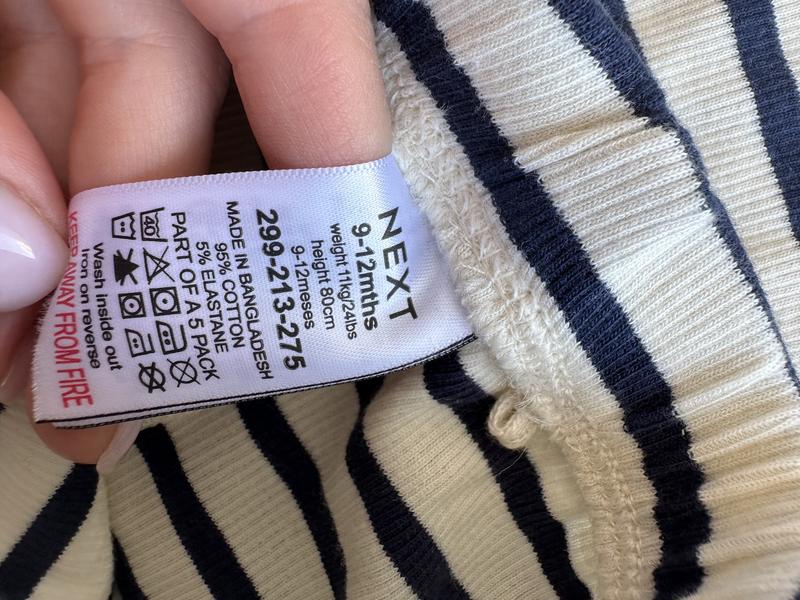 NEXT
9-12mths
weight 11kg/24lbs
height 80cm
9-12meses
299-213-275
MADE IN BANGLADESH
95% COTTON
5% ELASTANE
PART OF A 5 PACK
40
Wash inside out
Iron on reverse
KEEP AWAY FROM FIRE